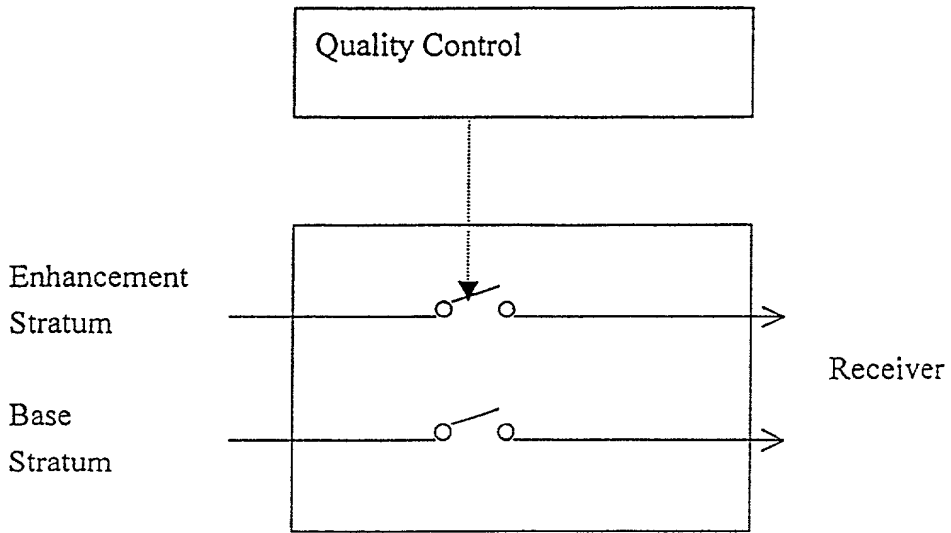 Quality Control
Enhancement
Stratum
Receiver
Base
Stratum